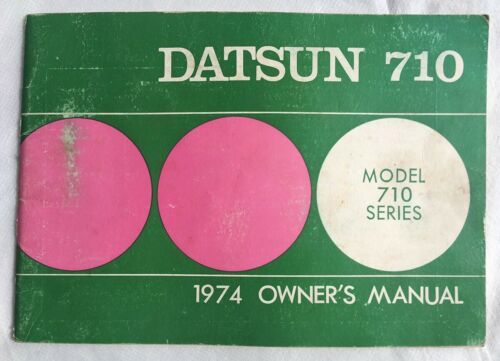 DATSUN 710
MODEL
710
SERIES
1974 OWNER'S MANUAL